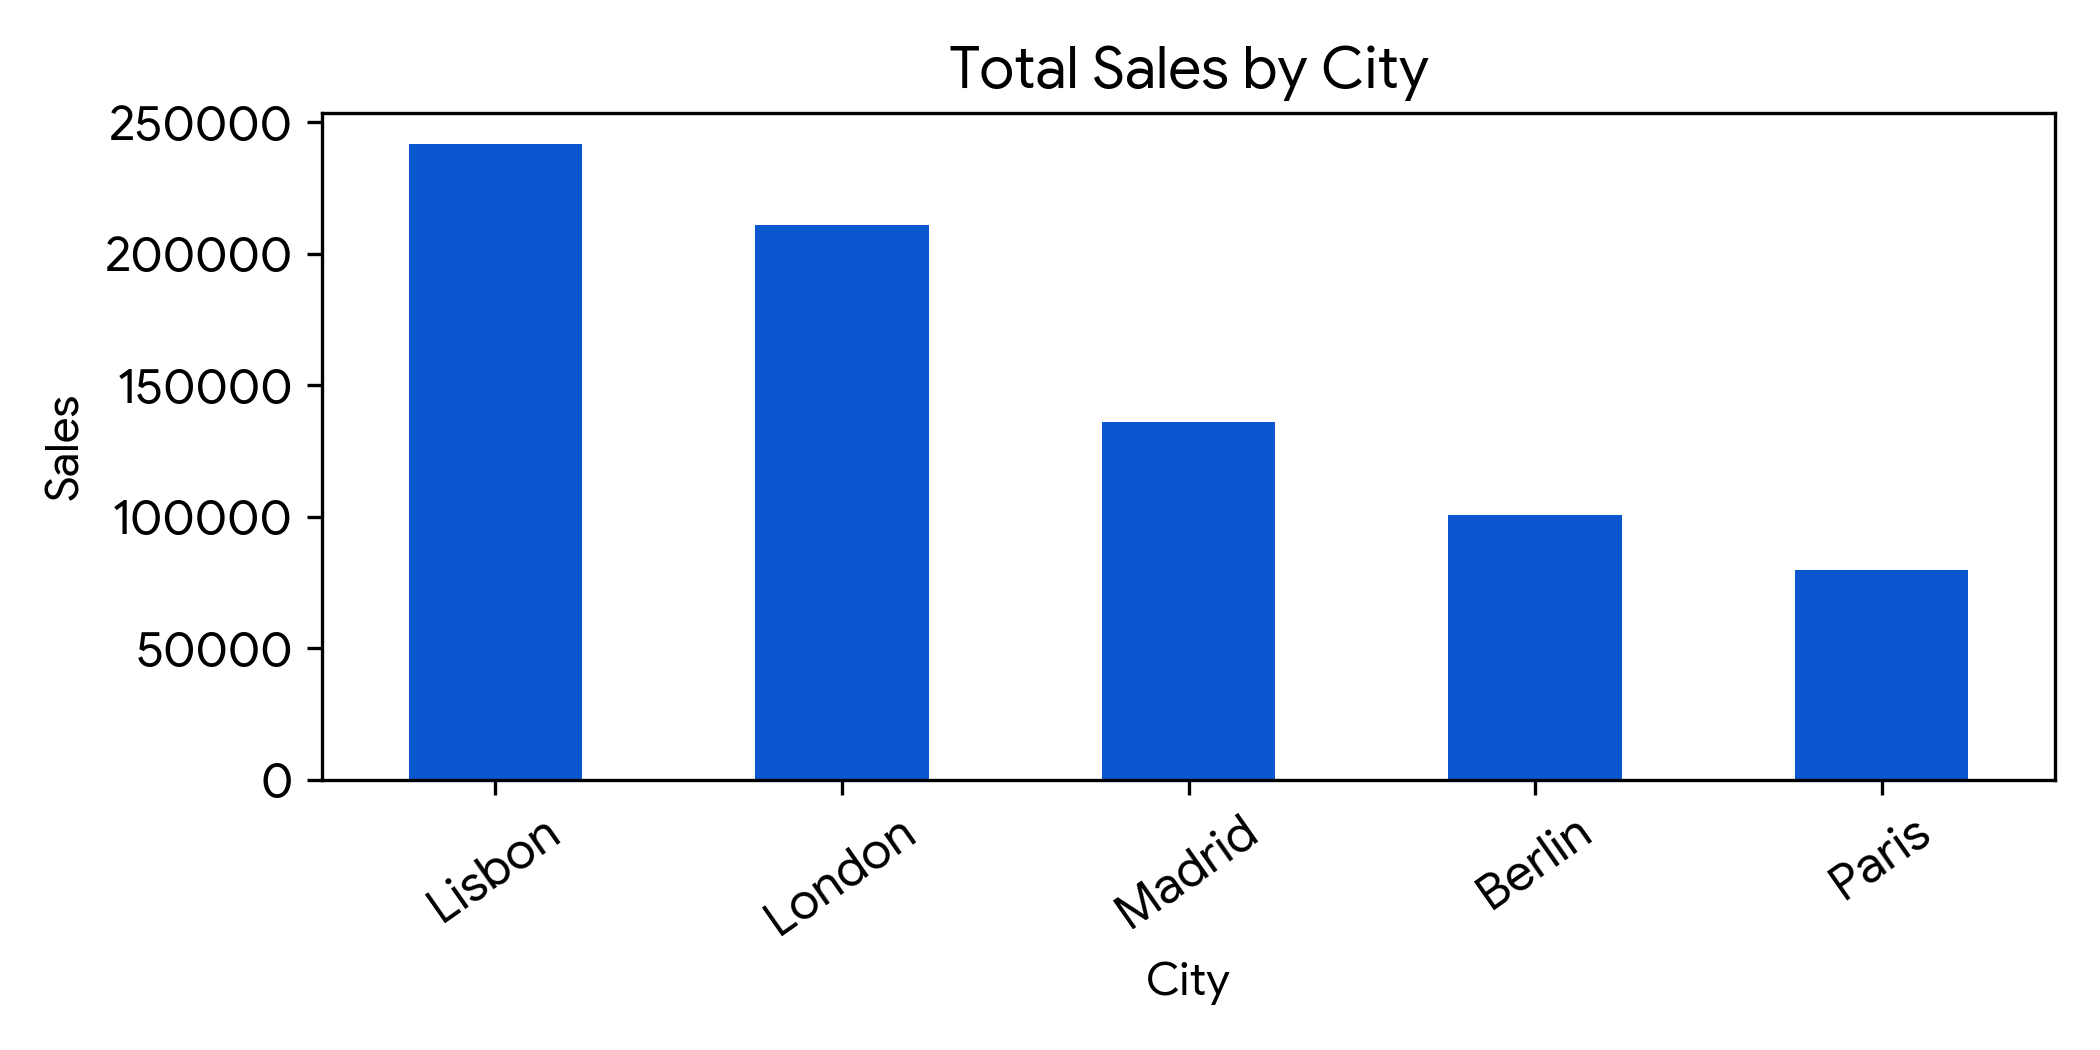 Total Sales by City
250000
200000
150000
100000
50000
0
Sales
Lisbon
London
Madrid
Berlin
Paris
City